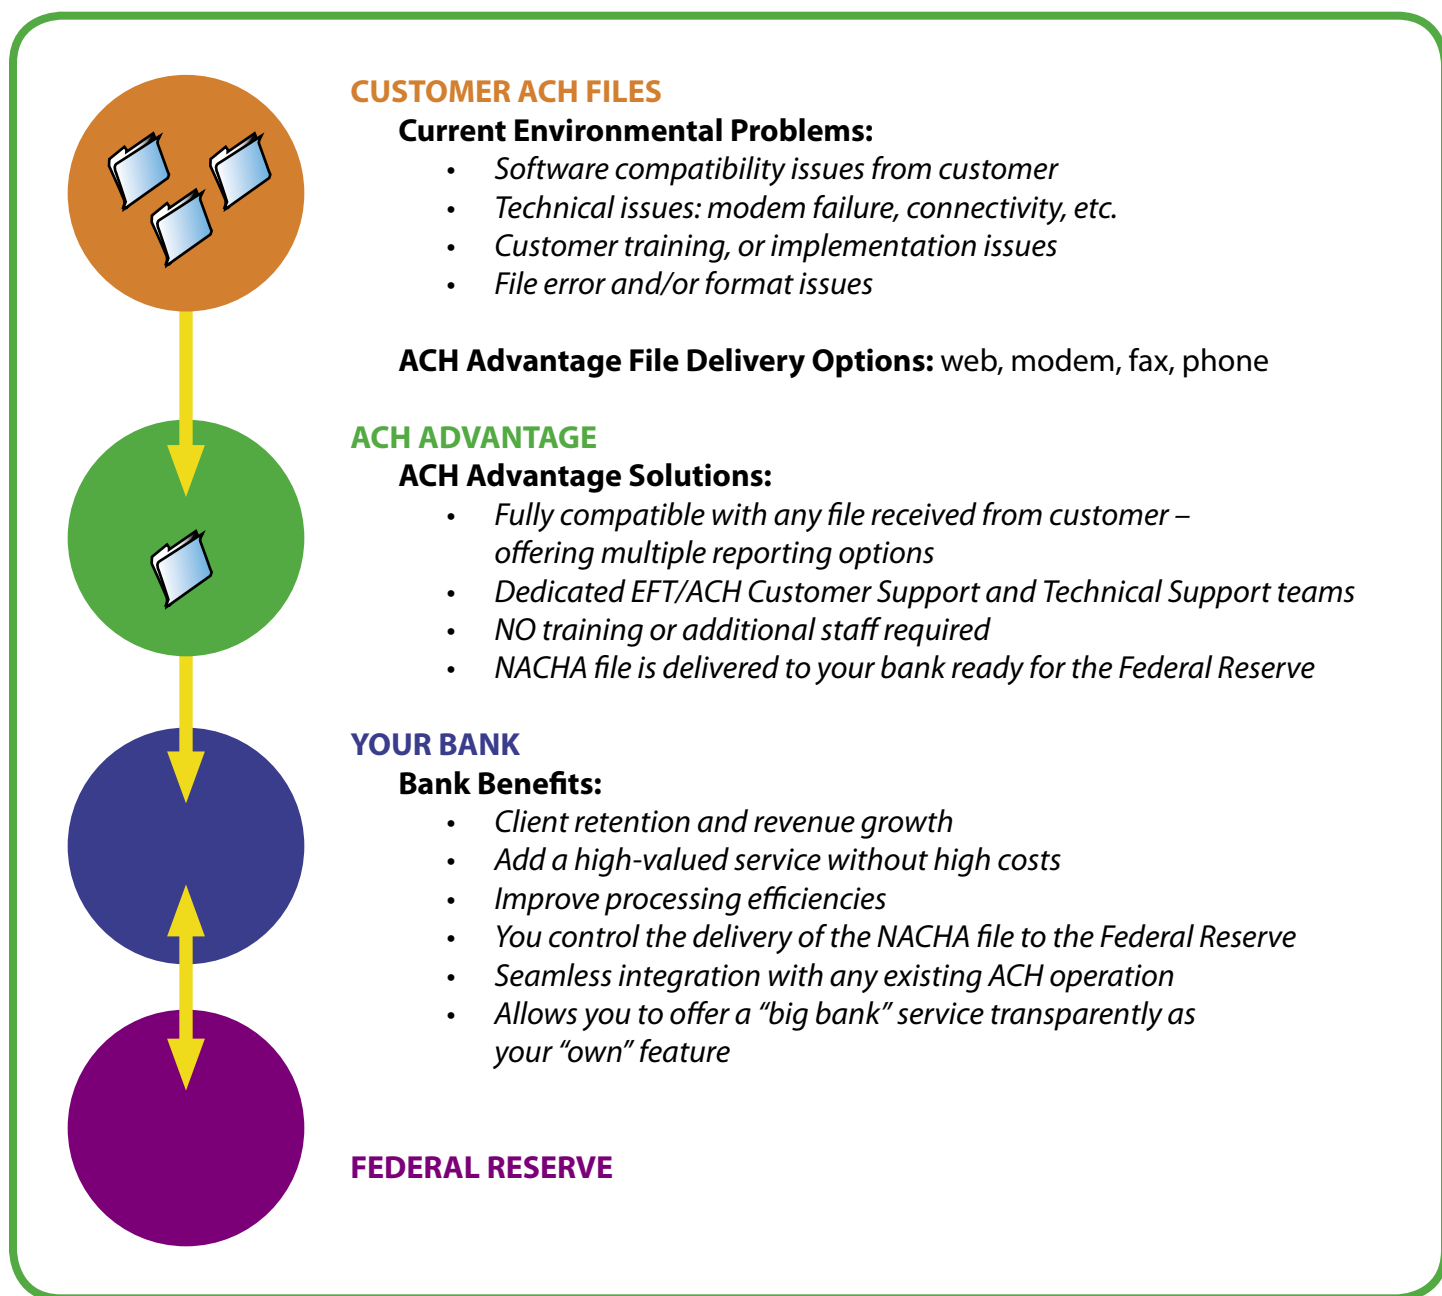 CUSTOMER ACH FILES
Current Environmental Problems:
• Software compatibility issues from customer
• Technical issues: modem failure, connectivity, etc.
• Customer training, or implementation issues
• File error and/or format issues
ACH Advantage File Delivery Options: web, modem, fax, phone
ACH ADVANTAGE
ACH Advantage Solutions:
• Fully compatible with any file received from customer –
offering multiple reporting options
• Dedicated EFT/ACH Customer Support and Technical Support teams
• NO training or additional staff required
• NACHA file is delivered to your bank ready for the Federal Reserve
YOUR BANK
Bank Benefits:
• Client retention and revenue growth
• Add a high-valued service without high costs
• Improve processing efficiencies
• You control the delivery of the NACHA file to the Federal Reserve
• Seamless integration with any existing ACH operation
• Allows you to offer a “big bank” service transparently as
your “own” feature
FEDERAL RESERVE